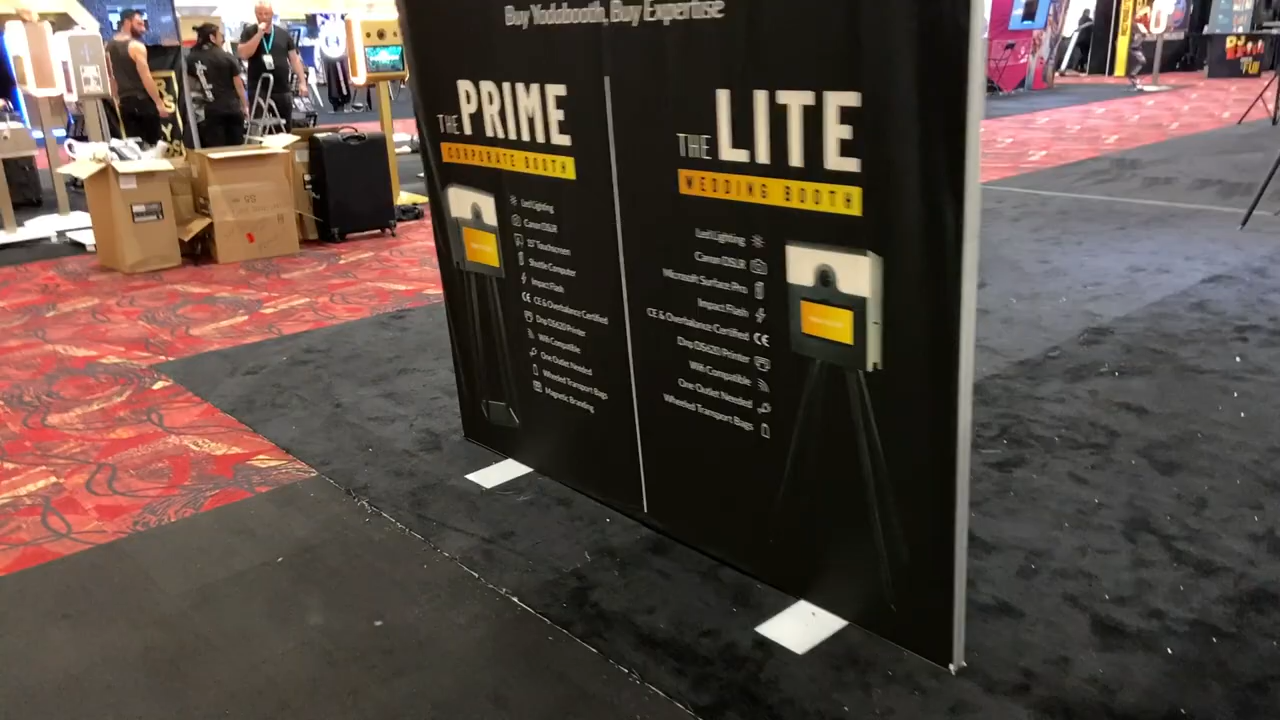 Buy Yodabooth, Buy Expertise
THE PRIME
CORPORATE BOOTH
Led Lighting
Canon DSLR
15" Touchscreen
Shuttle Computer
Impact Flash
CE & Overbalance Certified
Dnp DS620 Printer
Wifi Compatible
One Outlet Needed
Wheeled Transport Bags
Magnetic Branding
THE LITE
WEDDING BOOTH
Led Lighting
Canon DSLR
Microsoft Surface Pro
Impact Flash
CE & Overbalance Certified
Dnp DS620 Printer
Wifi Compatible
One Outlet Needed
Wheeled Transport Bags